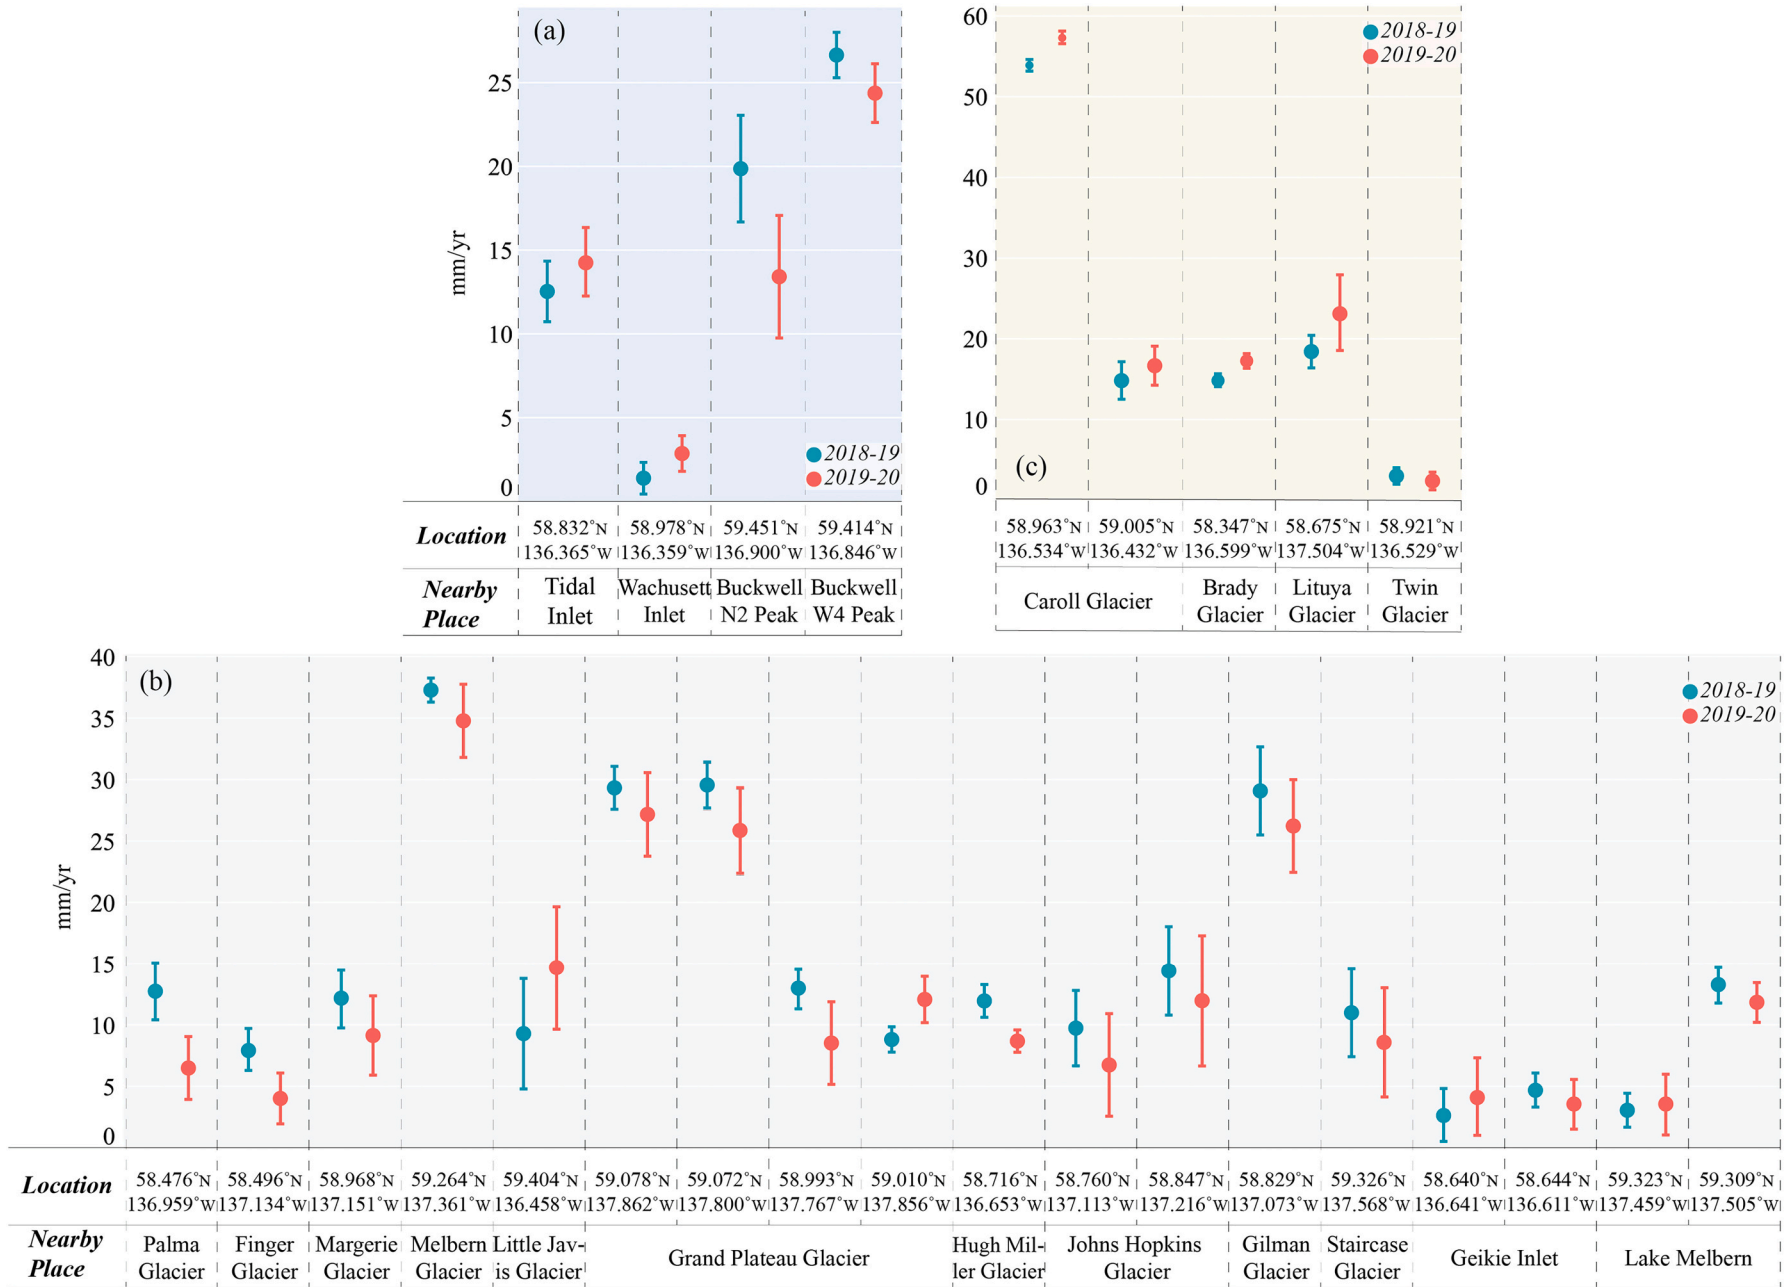 (a)
25
20
15
10
5
0
mm/yr
2018-19
2019-20
Location
58.832°N 58.978°N 59.451°N 59.414°N
136.365°W 136.359°W 136.900°W 136.846°W
Nearby Place
Tidal Inlet
Wachusett Inlet
Buckwell N2 Peak
Buckwell W4 Peak
(c)
60
50
40
30
20
10
0
2018-19
2019-20
58.963°N 59.005°N 58.347°N 58.675°N 58.921°N
136.534°W 136.432°W 136.599°W 137.504°W 136.529°W
Caroll Glacier
Brady Glacier
Lituya Glacier
Twin Glacier
(b)
40
35
30
25
20
15
10
5
0
mm/yr
2018-19
2019-20
Location
58.476°N 58.496°N 58.968°N 59.264°N 59.404°N 59.078°N 59.072°N 58.993°N 59.010°N 58.716°N 58.760°N 58.847°N 58.829°N 59.326°N 58.640°N 58.644°N 59.323°N 59.309°N
136.959°W 137.134°W 137.151°W 137.361°W 136.458°W 137.862°W 137.800°W 137.767°W 137.856°W 136.653°W 137.113°W 137.216°W 137.073°W 137.568°W 136.641°W 136.611°W 137.459°W 137.505°W
Nearby Place
Palma Glacier
Finger Glacier
Margerie Glacier
Melbern Glacier
Little Jav-
is Glacier
Grand Plateau Glacier
Hugh Mil-
ler Glacier
Johns Hopkins Glacier
Gilman Glacier
Staircase Glacier
Geikie Inlet
Lake Melbern